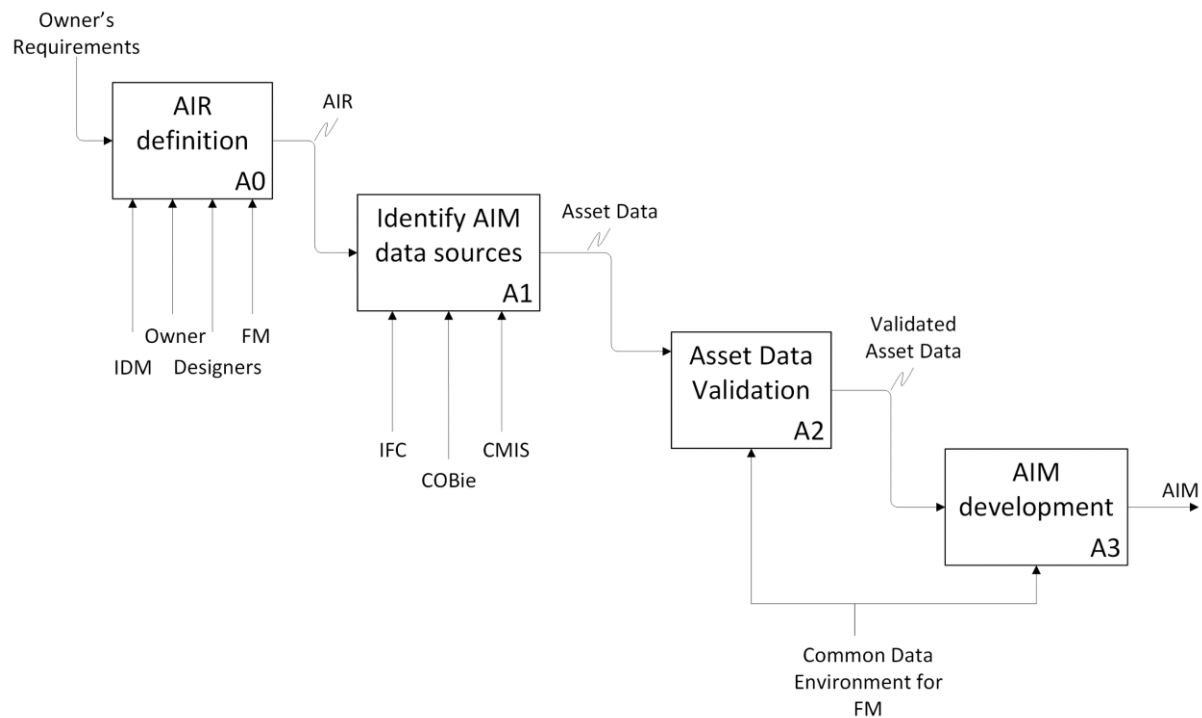 Owner's
Requirements
AIR
definition
A0
AIR
Identify AIM
data sources
A1
Asset Data
Owner
FM
IDM
Designers
Asset Data
Validation
A2
Validated
Asset Data
IFC
CMIS
COBie
AIM
development
A3
AIM
Common Data
Environment for
FM